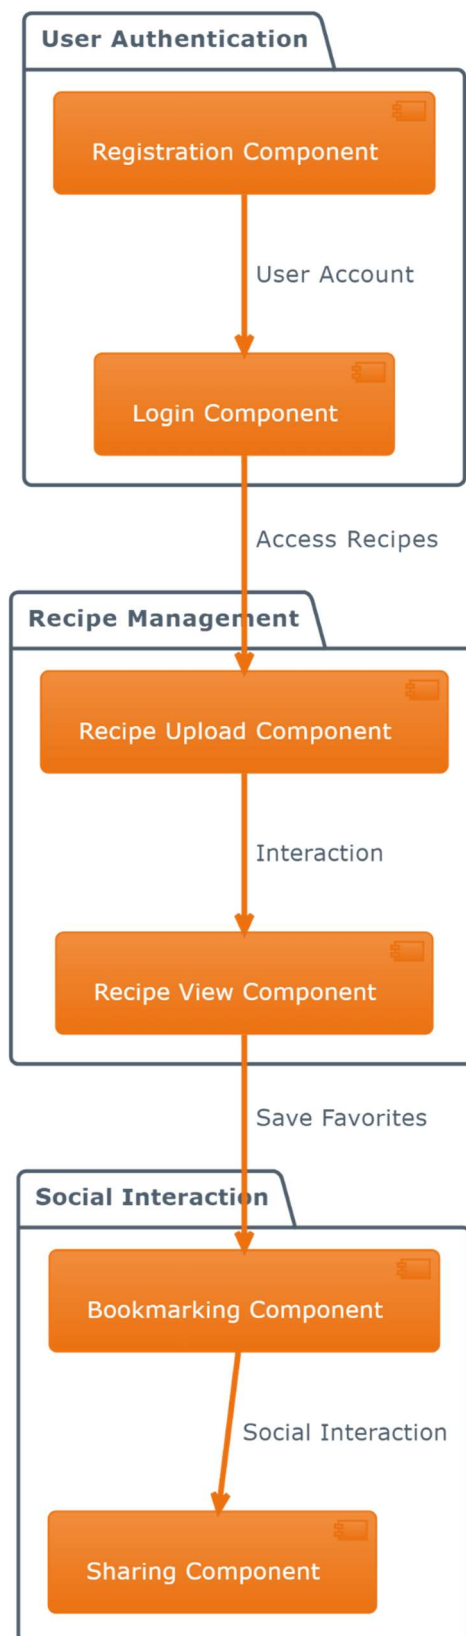 User Authentication
Registration Component
User Account
Login Component
Access Recipes
Recipe Management
Recipe Upload Component
Interaction
Recipe View Component
Save Favorites
Social Interaction
Bookmarking Component
Social Interaction
Sharing Component